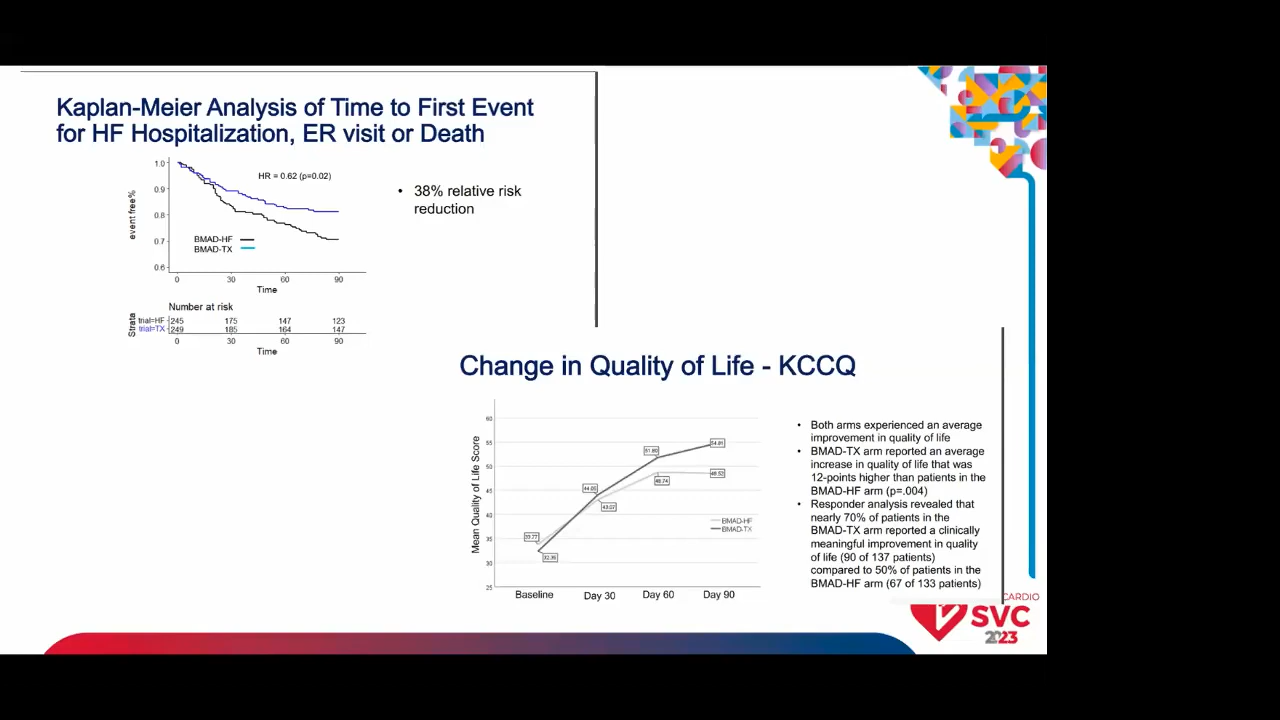 Kaplan-Meier Analysis of Time to First Event
for HF Hospitalization, ER visit or Death
event free%
1.0
0.9
0.8
0.7
0.6
HR = 0.62 (p=0.02)
BMAD-HF
BMAD-TX
0 30 60 90
Time
• 38% relative risk
reduction
Number at risk
Strata
trial=HF 245 175 147 123
trial=TX 249 185 164 147
0 30 60 90
Time
Change in Quality of Life - KCCQ
Mean Quality of Life Score
60
55
50
45
40
35
30
25
44.05
51.80
54.81
43.07
48.74
48.52
BMAD-HF
BMAD-TX
Baseline Day 30 Day 60 Day 90
• Both arms experienced an average
improvement in quality of life
• BMAD-TX arm reported an average
increase in quality of life that was
12-points higher than patients in the
BMAD-HF arm (p=.004)
• Responder analysis revealed that
nearly 70% of patients in the
BMAD-TX arm reported a clinically
meaningful improvement in quality
of life (90 of 137 patients)
compared to 50% of patients in the
BMAD-HF arm (67 of 133 patients)
CARDIO
SVC
2023